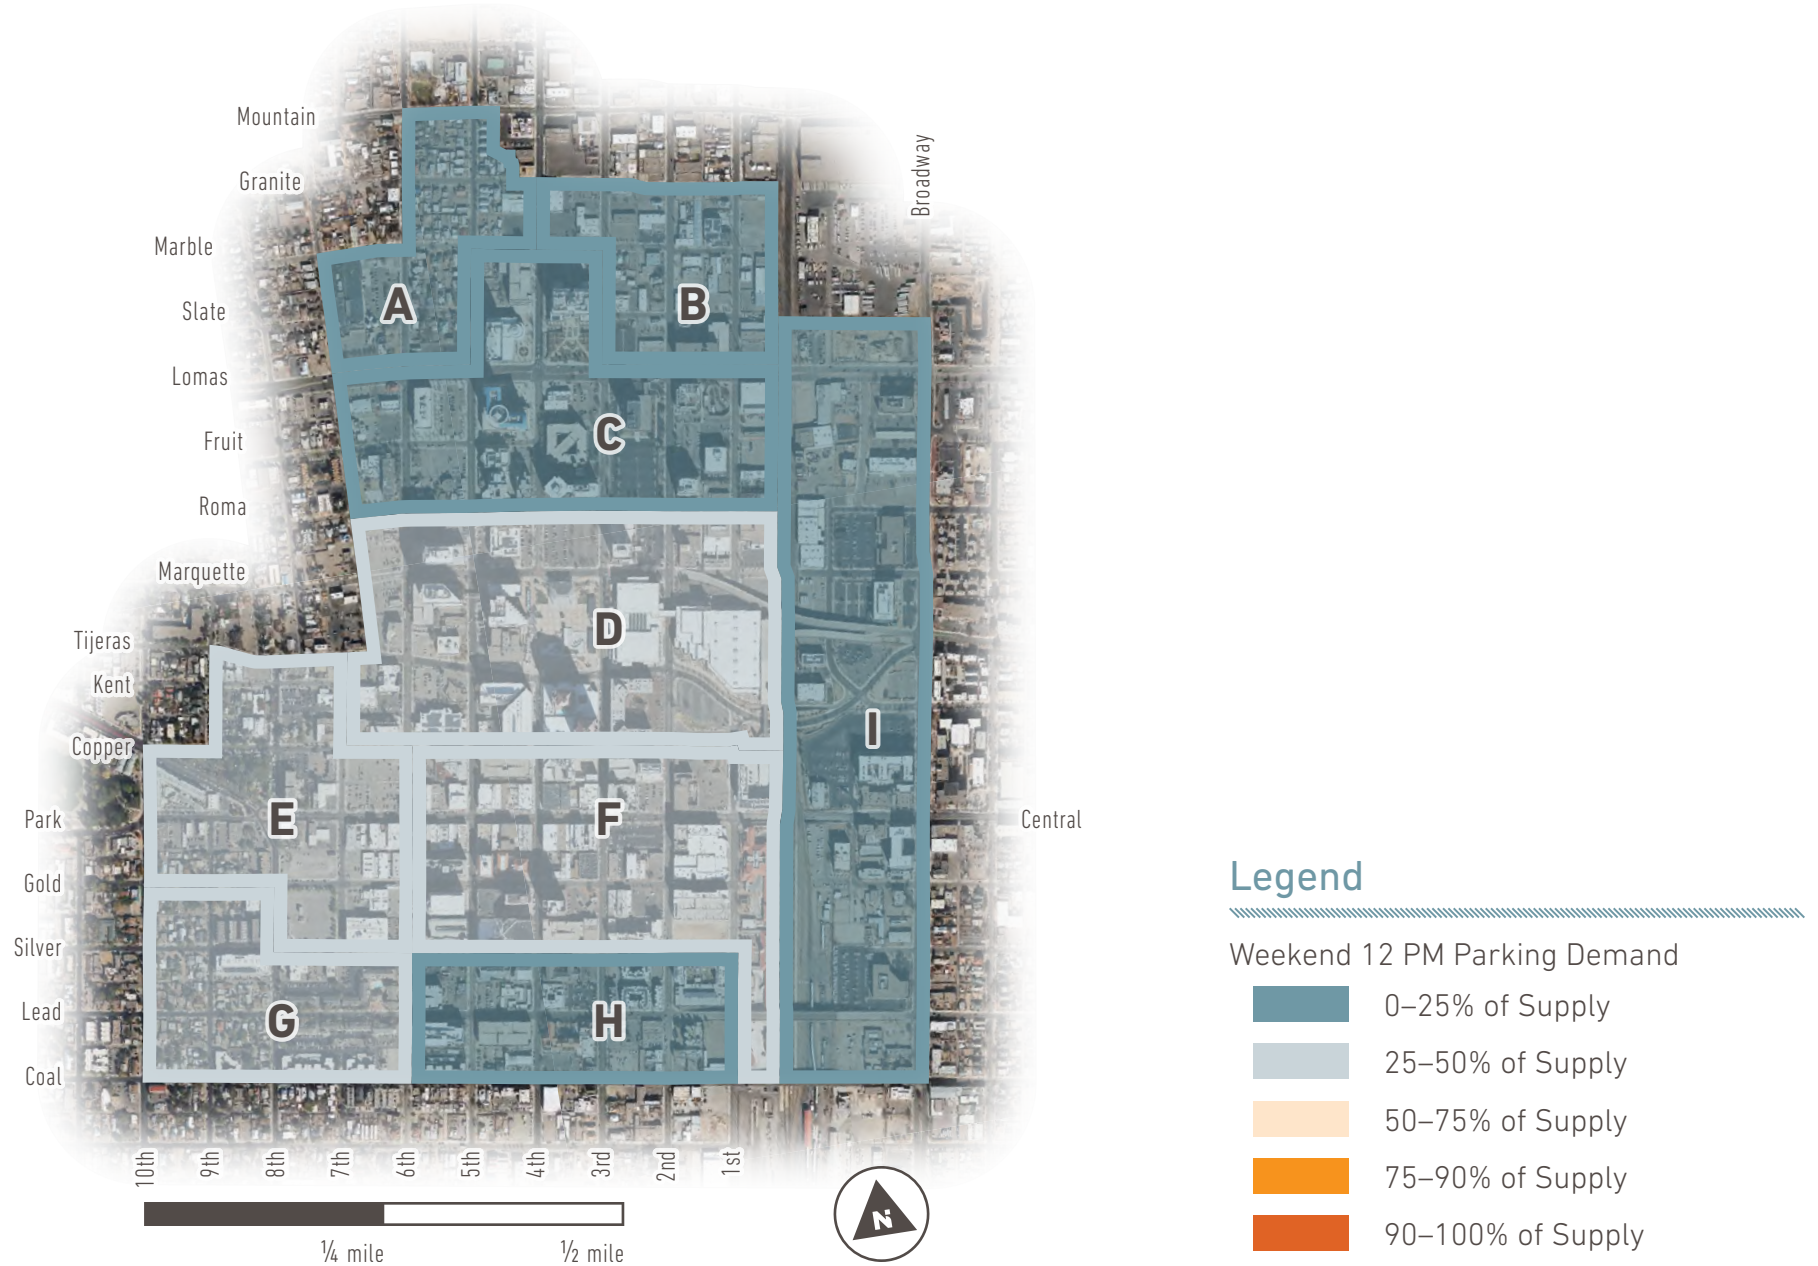 Mountain
Granite
Marble
Slate
Lomas
Fruit
Roma
Marquette
Tijeras
Kent
Copper
Park
Gold
Silver
Lead
Coal
Broadway
Central
A
B
C
D
E
F
G
H
I
10th
9th
8th
7th
6th
5th
4th
3rd
2nd
1st
¼ mile
½ mile
N
Legend
Weekend 12 PM Parking Demand
0–25% of Supply
25–50% of Supply
50–75% of Supply
75–90% of Supply
90–100% of Supply